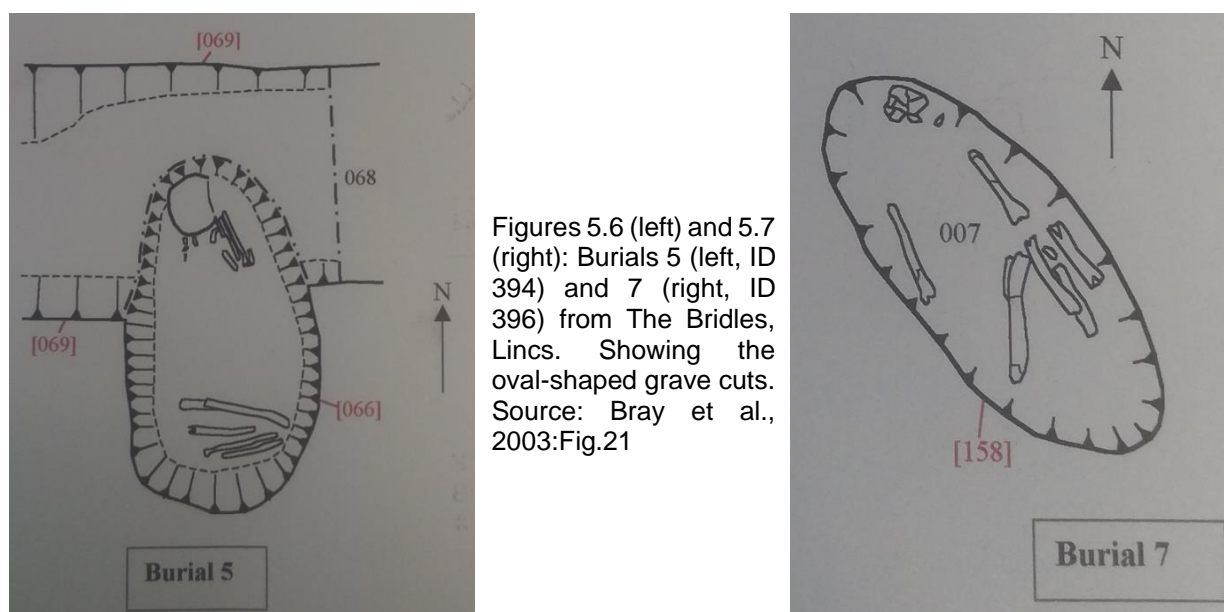 [069]
068
N
[069]
[066]
Burial 5
Figures 5.6 (left) and 5.7
(right): Burials 5 (left, ID
394) and 7 (right, ID
396) from The Bridles,
Lincs. Showing the
oval-shaped grave cuts.
Source: Bray et al.,
2003:Fig.21
N
007
[158]
Burial 7